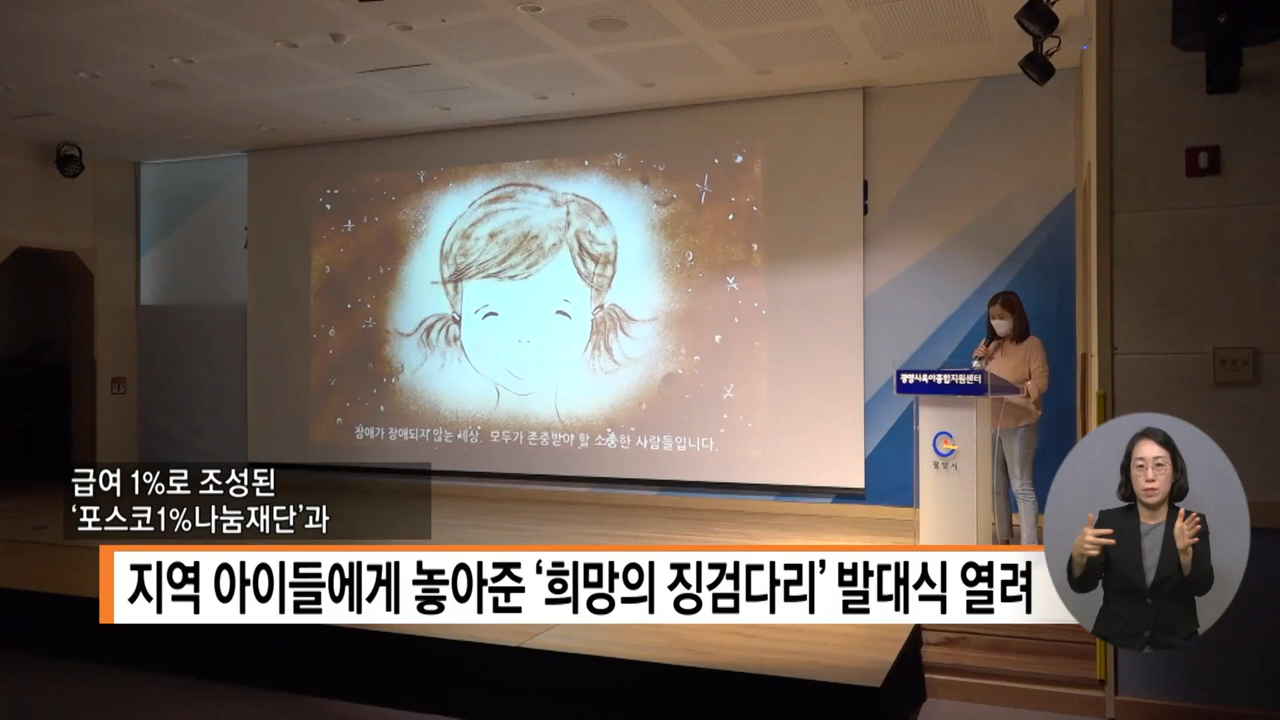 장애가 장애되지 않는 세상. 모두가 존중받아 할 소중한 사람들입니다.
광양시육아종합지원센터
광양시
급여 1%로 조성된
‘포스코1%나눔재단’과
지역 아이들에게 놓아준 ‘희망의 징검다리’ 발대식 열려